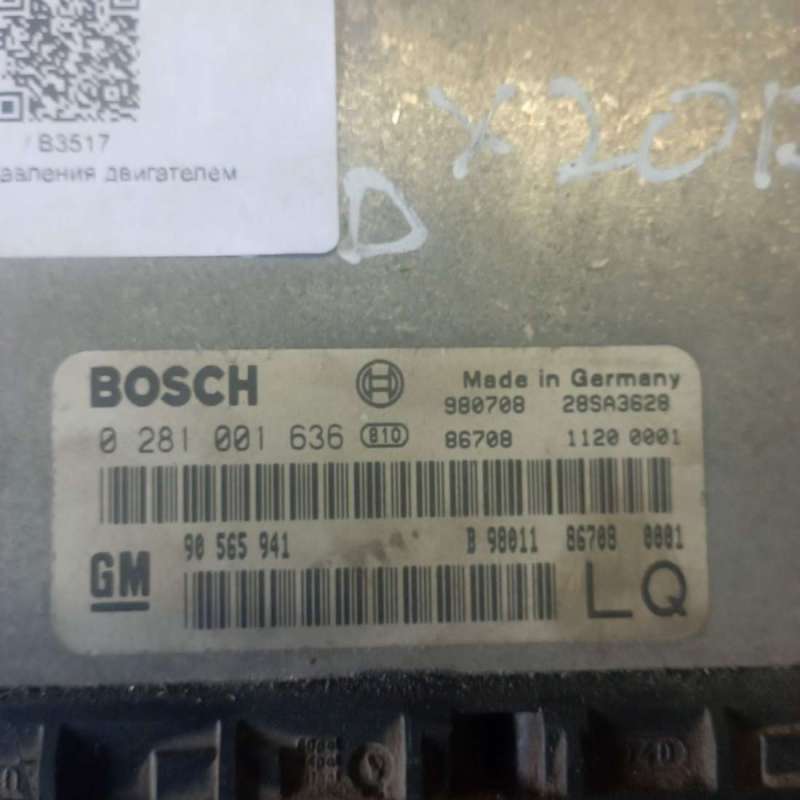 B3517
авления двигателем
X20D
D
BOSCH
Made in Germany
980708 28SA3628
0 281 001 636 810 86708 1120 0001
GM
90 565 941 B 98011 86708 0001
LQ